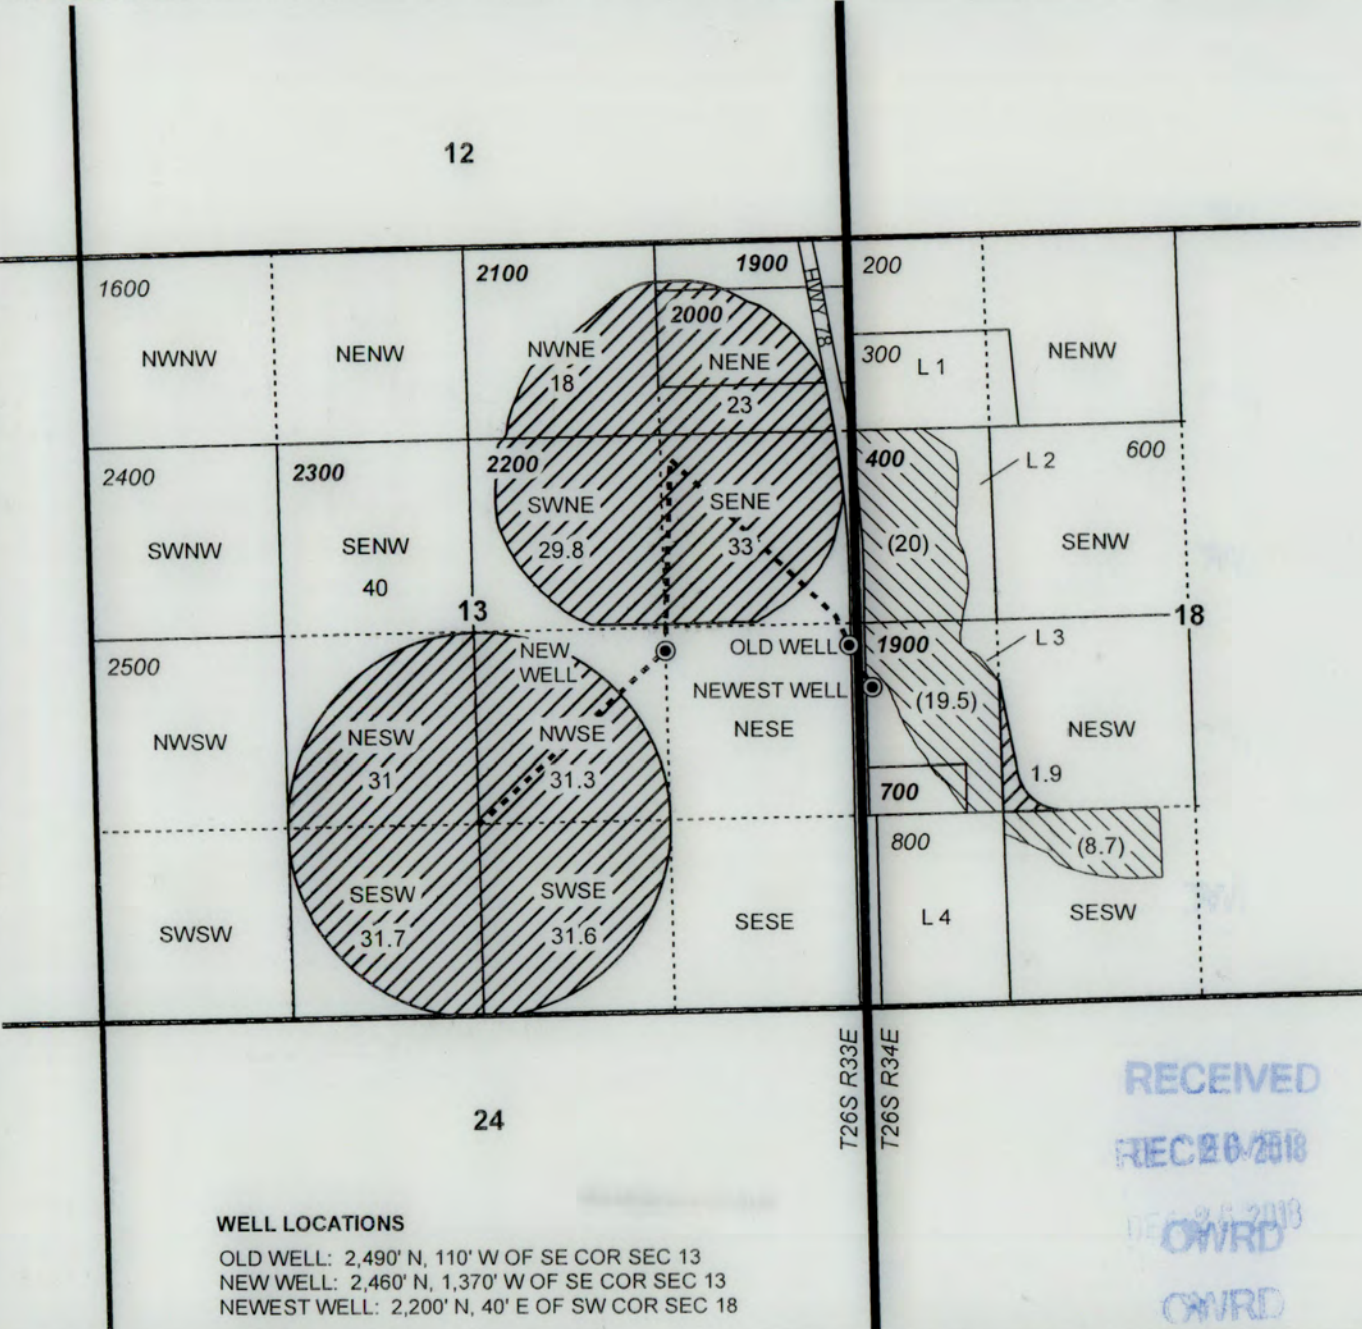 12
2100
1900
200
1600
HWY 78
2000
NWNW
NENW
NWNE
18
NENE
23
300
L 1
NENW
2400
2300
2200
400
L 2
600
SWNW
SENW
40
SWNE
29.8
SENE
33
(20)
SENW
13
18
2500
NEW
WELL
OLD WELL
1900
L 3
NEWEST WELL
(19.5)
NWSW
NESW
31
NWSE
31.3
NESE
NESW
1.9
700
800
(8.7)
SWSW
SESW
31.7
SWSE
31.6
SESE
L 4
SESW
T26S R33E
T26S R34E
24
RECEIVED
OWRD
OWRD
WELL LOCATIONS
OLD WELL: 2,490' N, 110' W OF SE COR SEC 13
NEW WELL: 2,460' N, 1,370' W OF SE COR SEC 13
NEWEST WELL: 2,200' N, 40' E OF SW COR SEC 18